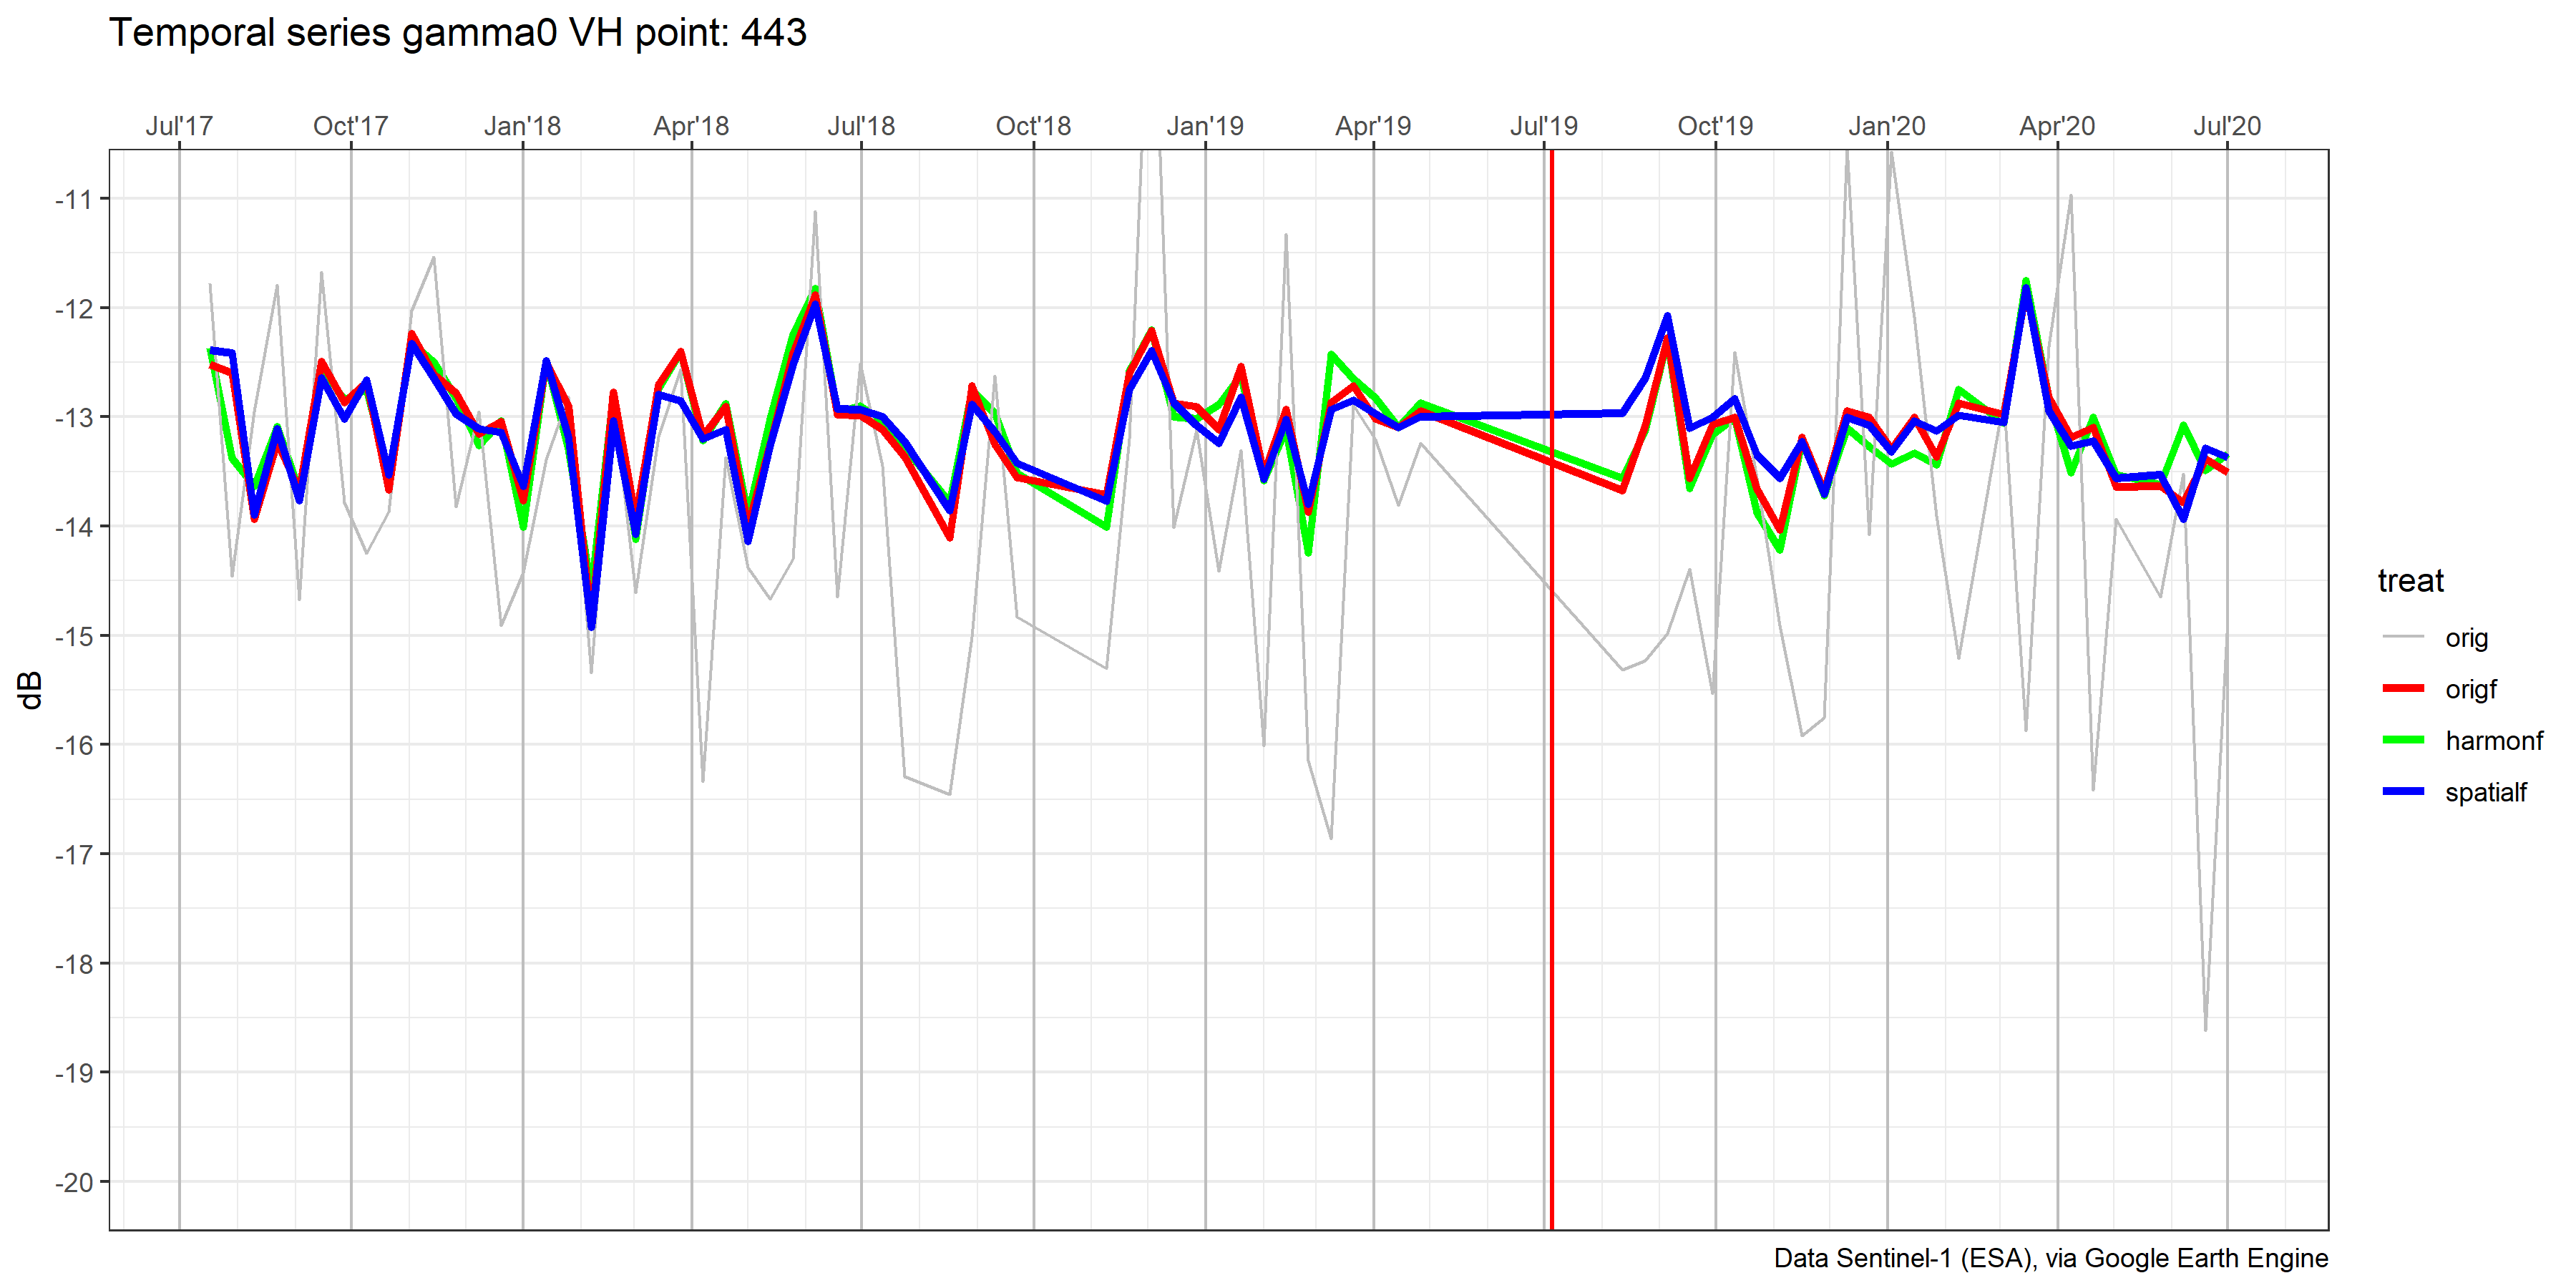 Temporal series gamma0 VH point: 443
Jul'17 Oct'17 Jan'18 Apr'18 Jul'18 Oct'18 Jan'19 Apr'19 Jul'19 Oct'19 Jan'20 Apr'20 Jul'20
-11
-12
-13
-14
-15
-16
-17
-18
-19
-20
dB
treat
orig
origf
harmonf
spatialf
Data Sentinel-1 (ESA), via Google Earth Engine